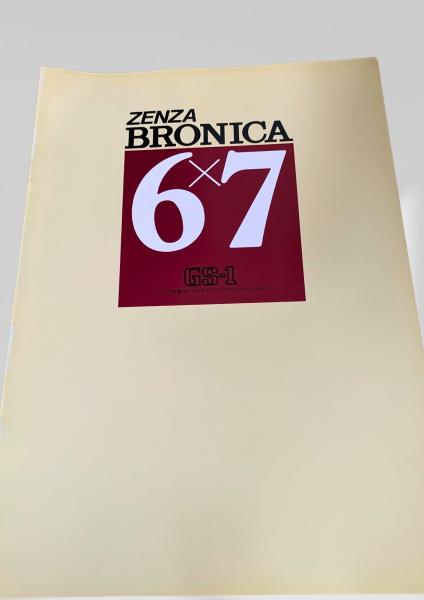 ZENZA
BRONICA
6×7
GS-1